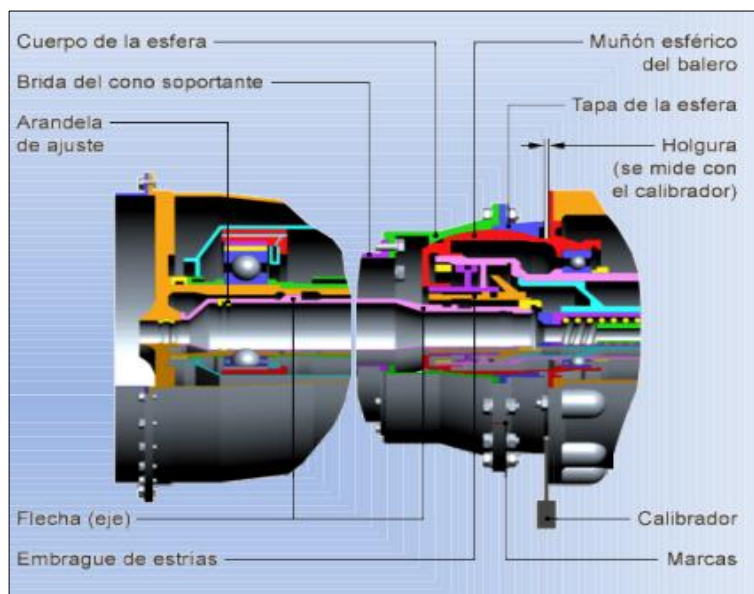 Cuerpo de la esfera
Brida del cono soportante
Arandela
de ajuste
Muñón esférico
del balero
Tapa de la esfera
Holgura
(se mide con
el calibrador)
Flecha (eje)
Embrague de estrías
Calibrador
Marcas